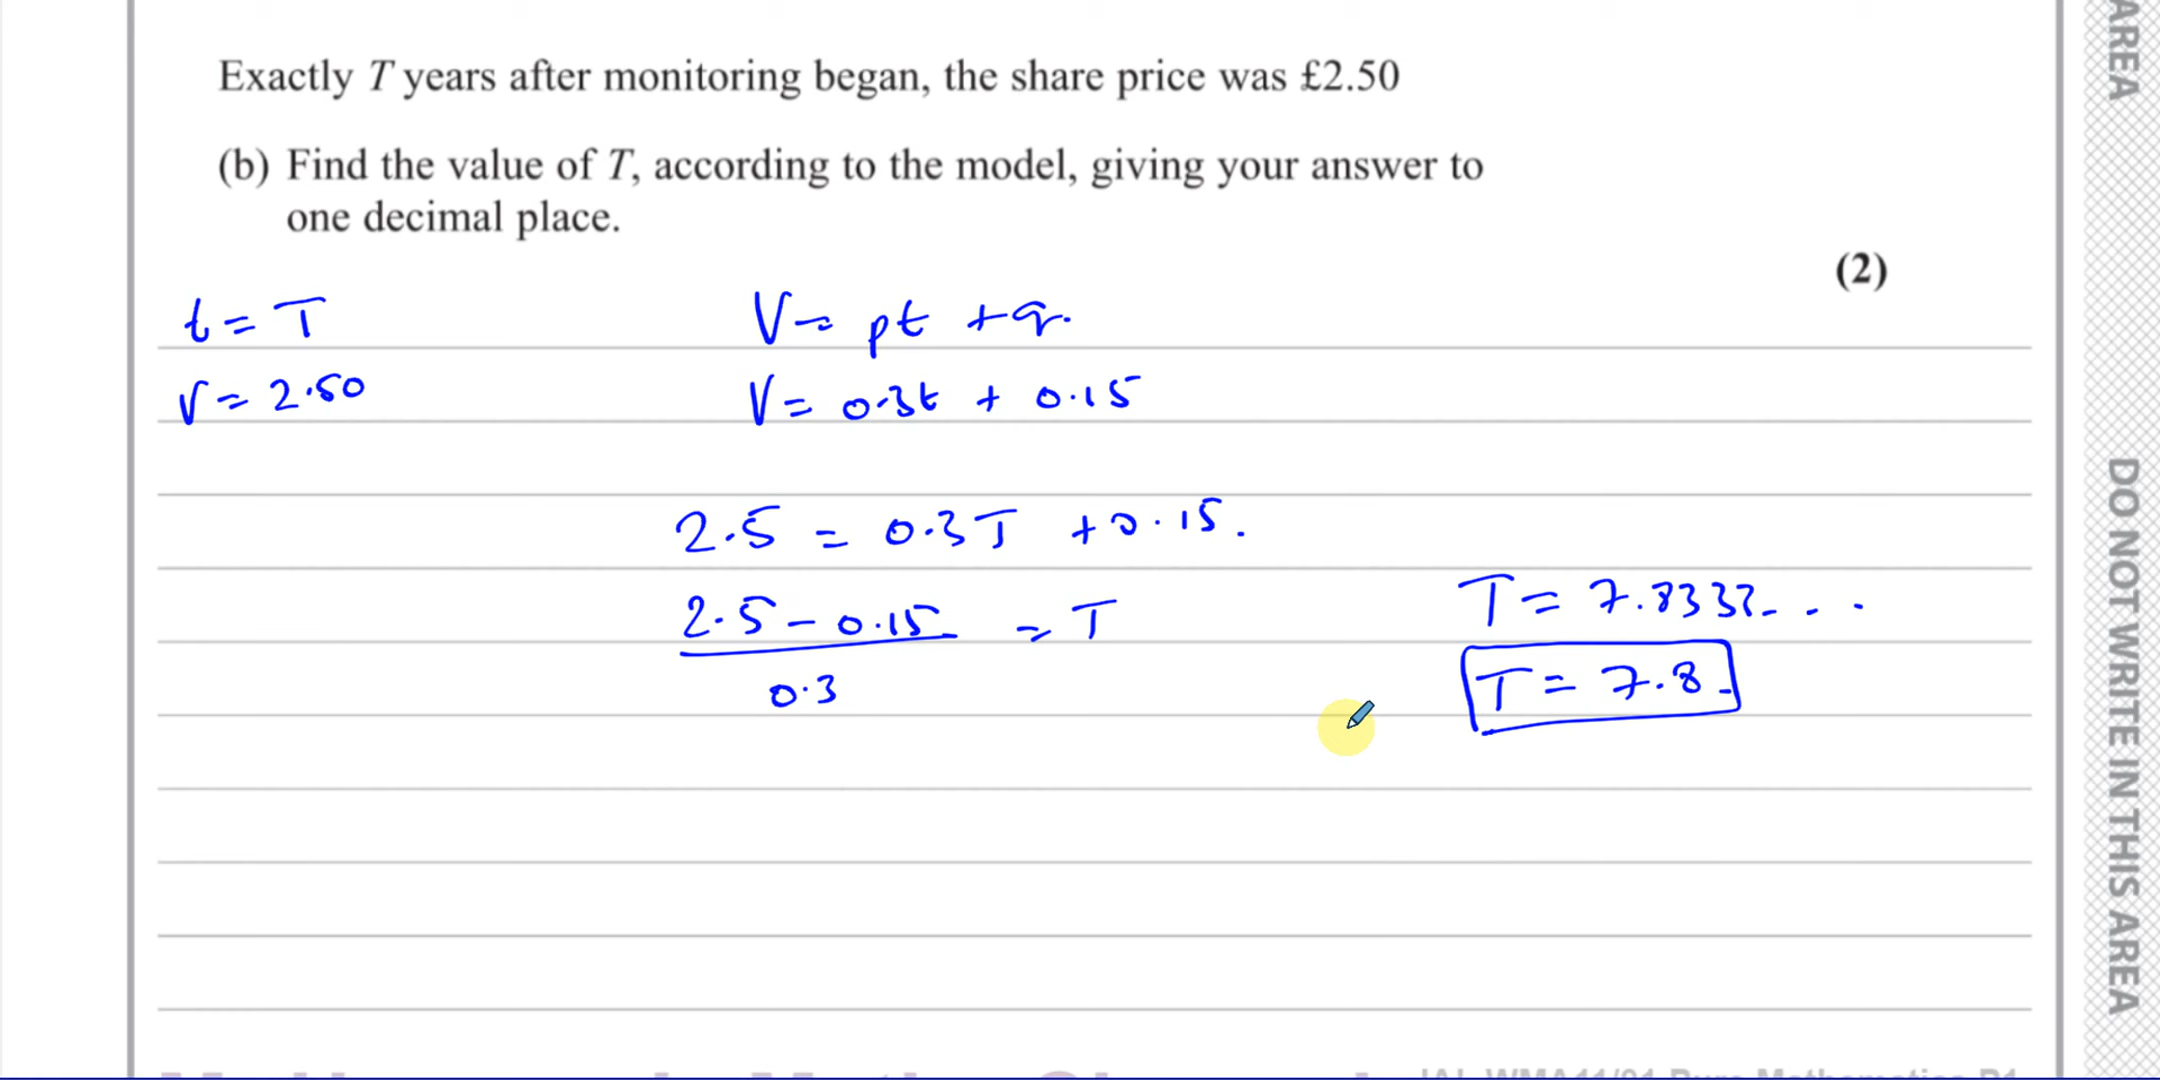 Exactly T years after monitoring began, the share price was £2.50
(b) Find the value of T, according to the model, giving your answer to
one decimal place.
(2)
t = T
V = pt + q.
V = 2.50
V = 0.3t + 0.15
2.5 = 0.3T + 0.15.
2.5 - 0.15 = T
0.3
T = 7.8333...
T = 7.8
AREA
DO NOT WRITE IN THIS AREA